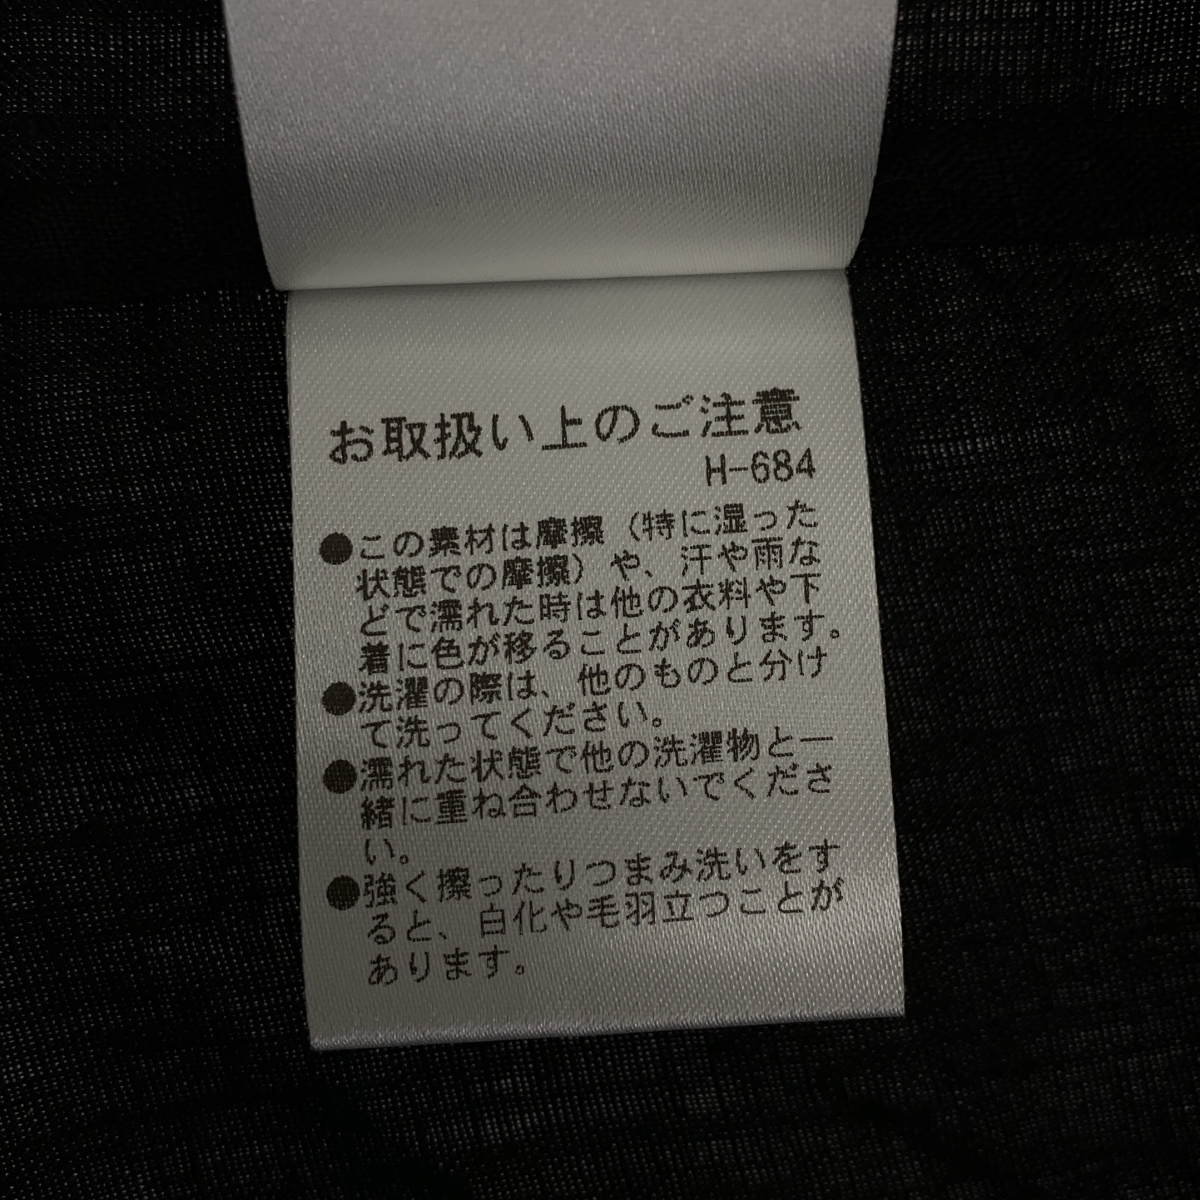 お取扱い上のご注意
H-684
●この素材は摩擦（特に湿った
状態での摩擦）や、汗や雨な
どで濡れた時は他の衣料や下
着に色が移ることがあります。
●洗濯の際は、他のものと分け
て洗ってください。
●濡れた状態で他の洗濯物と一
緒に重ね合わせないでくださ
い。
●強く擦ったりつまみ洗いをす
ると、白化や毛羽立つことが
あります。